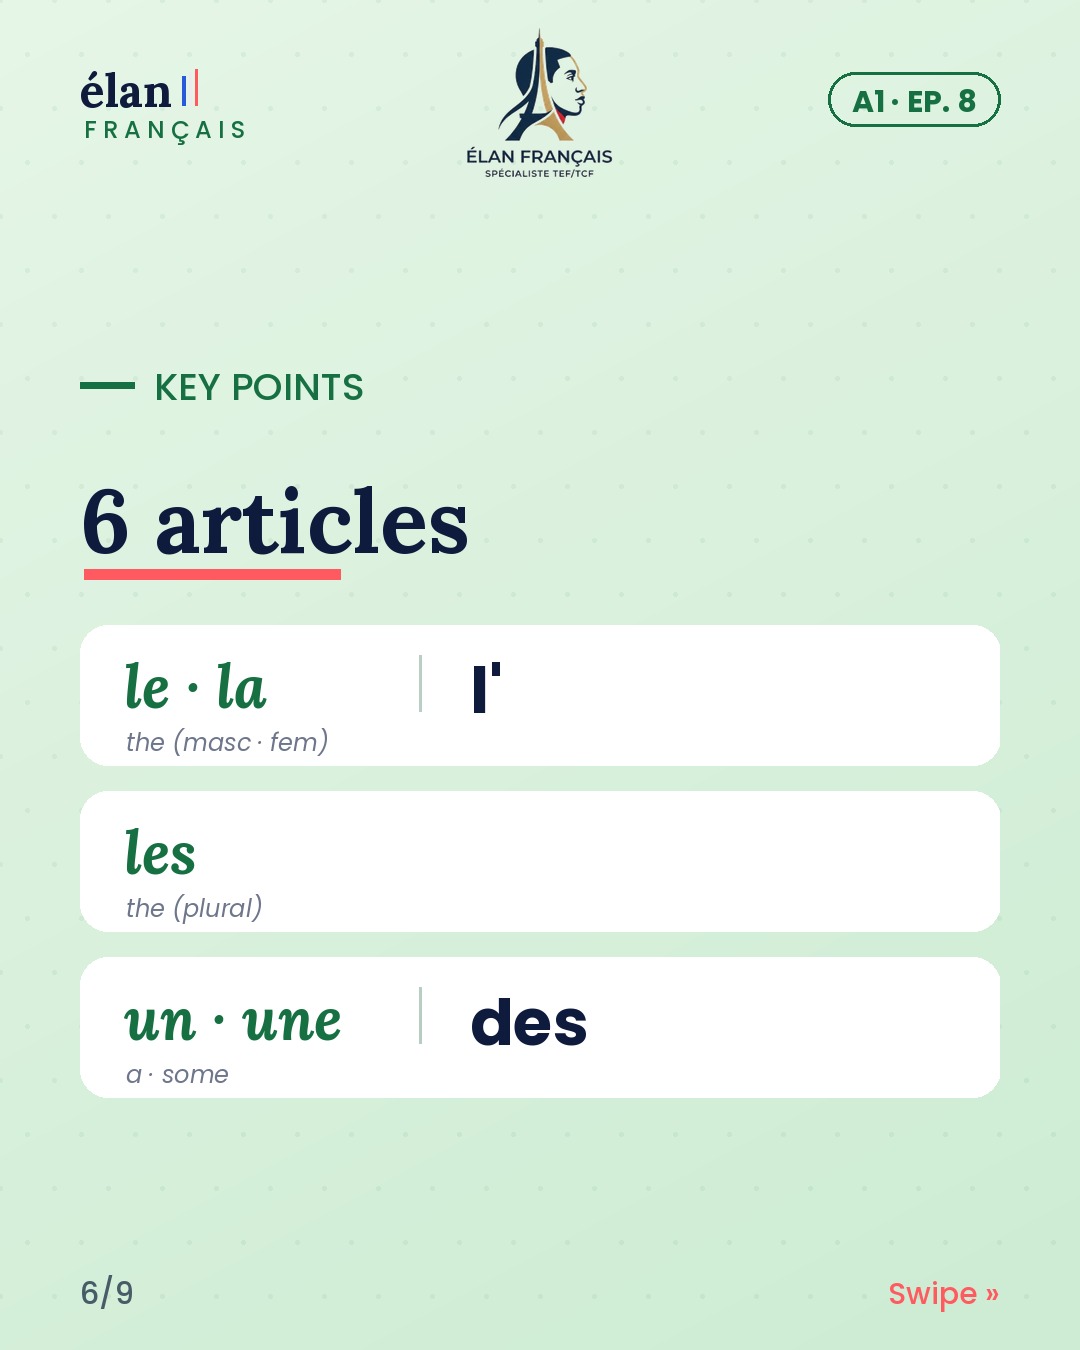 élan
FRANÇAIS
ÉLAN FRANÇAIS
SPÉCIALISTE TEF/TCF
A1 · EP. 8
KEY POINTS
6 articles
le · la
l'
the (masc · fem)
les
the (plural)
un · une
des
a · some
6/9
Swipe »